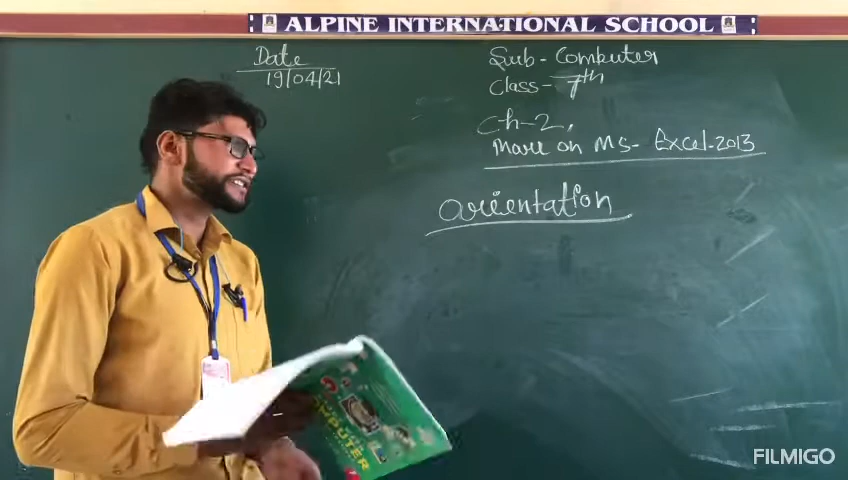 ALPINE INTERNATIONAL SCHOOL
Date
19/04/21
Sub - Computer
Class - 7th
Ch-2,
More on MS- Excel-2013
orientation
COMPUTER
FILMIGO